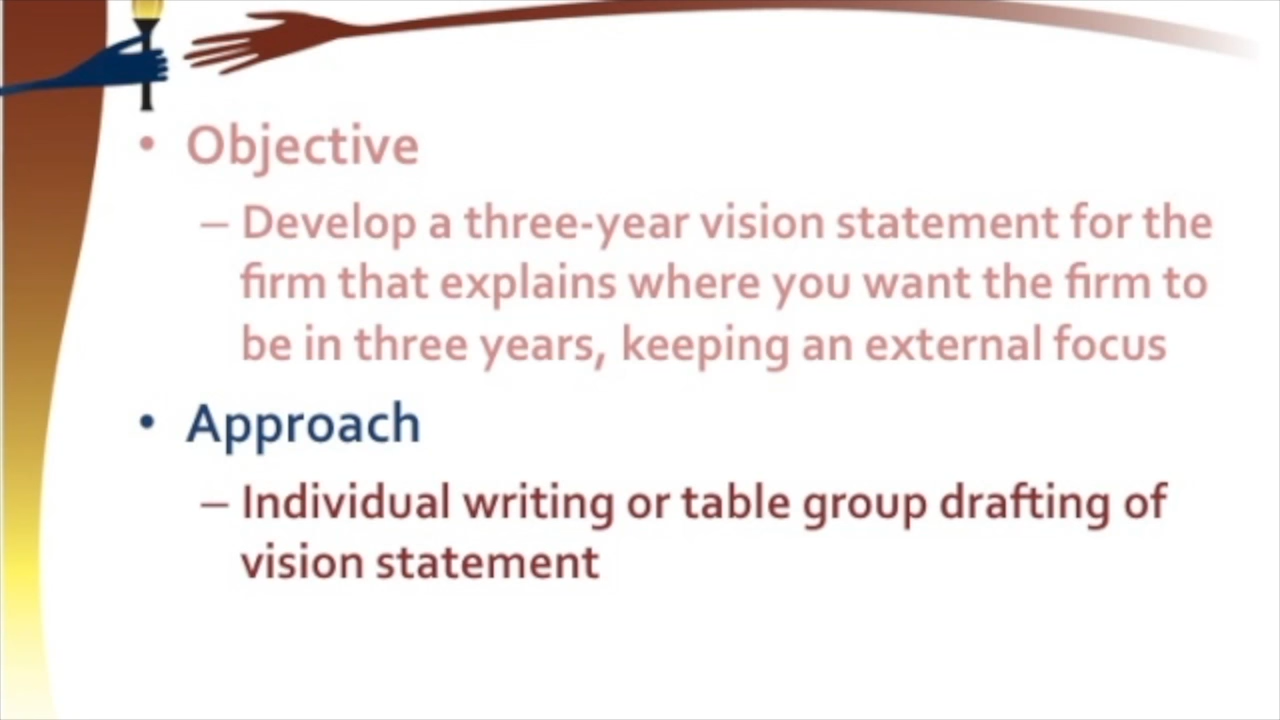 • Objective
– Develop a three-year vision statement for the
firm that explains where you want the firm to
be in three years, keeping an external focus
• Approach
– Individual writing or table group drafting of
vision statement